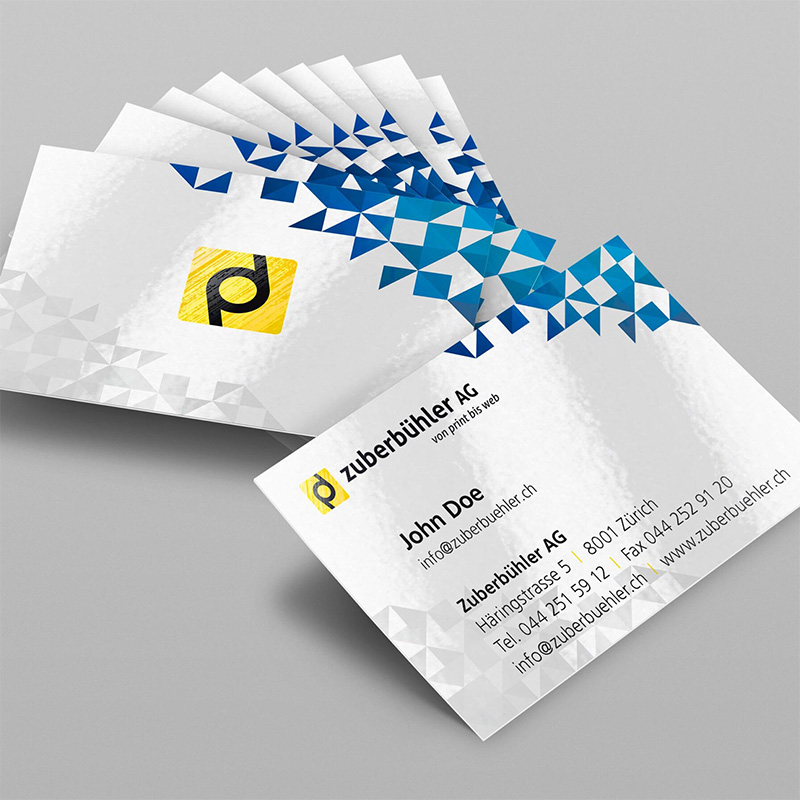 zuberbühler AG
von print bis web
John Doe
info@zuberbuehler.ch
Zuberbühler AG
Häringstrasse 5 | 8001 Zürich
Tel. 044 251 59 12 | Fax 044 252 91 20
info@zuberbuehler.ch | www.zuberbuehler.ch